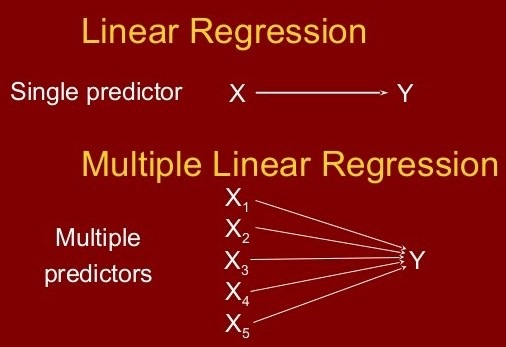 Linear Regression
Single predictor X Y
Multiple Linear Regression
X₁
X₂
Multiple
predictors
X₃ Y
X₄
X₅